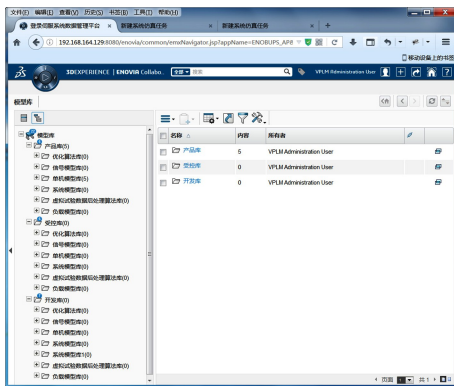 文件(F) 编辑(E) 查看(V) 历史(S) 书签(B) 工具(T) 帮助(H)
登录伺服系统数据管理平台 × 新建系统仿真任务 × 新建系统仿真任务 × +
192.168.164.129:8080/enovia/common/emxNavigator.jsp?appName=ENOBUPS_AP&
移动设备上的书签
3DEXPERIENCE | ENOVIA Collabo. 全部 搜索 VPLM Administration User
模型库
模型库
产品库(5)
优化算法库(0)
信号模型库(0)
单机模型库(5)
系统模型库(0)
虚拟试验数据后处理算法库(0)
负载模型库(0)
受控库(0)
优化算法库(0)
信号模型库(0)
单机模型库(0)
系统模型库(0)
虚拟试验数据后处理算法库(0)
负载模型库(0)
开发库(0)
优化算法库(0)
信号模型库(0)
单机模型库(0)
系统模型库(0)
系统模型库1(0)
虚拟试验数据后处理算法库(0)
负载模型库(0)
名称 内容 所有者
产品库 5 VPLM Administration User
受控库 0 VPLM Administration User
开发库 0 VPLM Administration User
页面 1 共 1